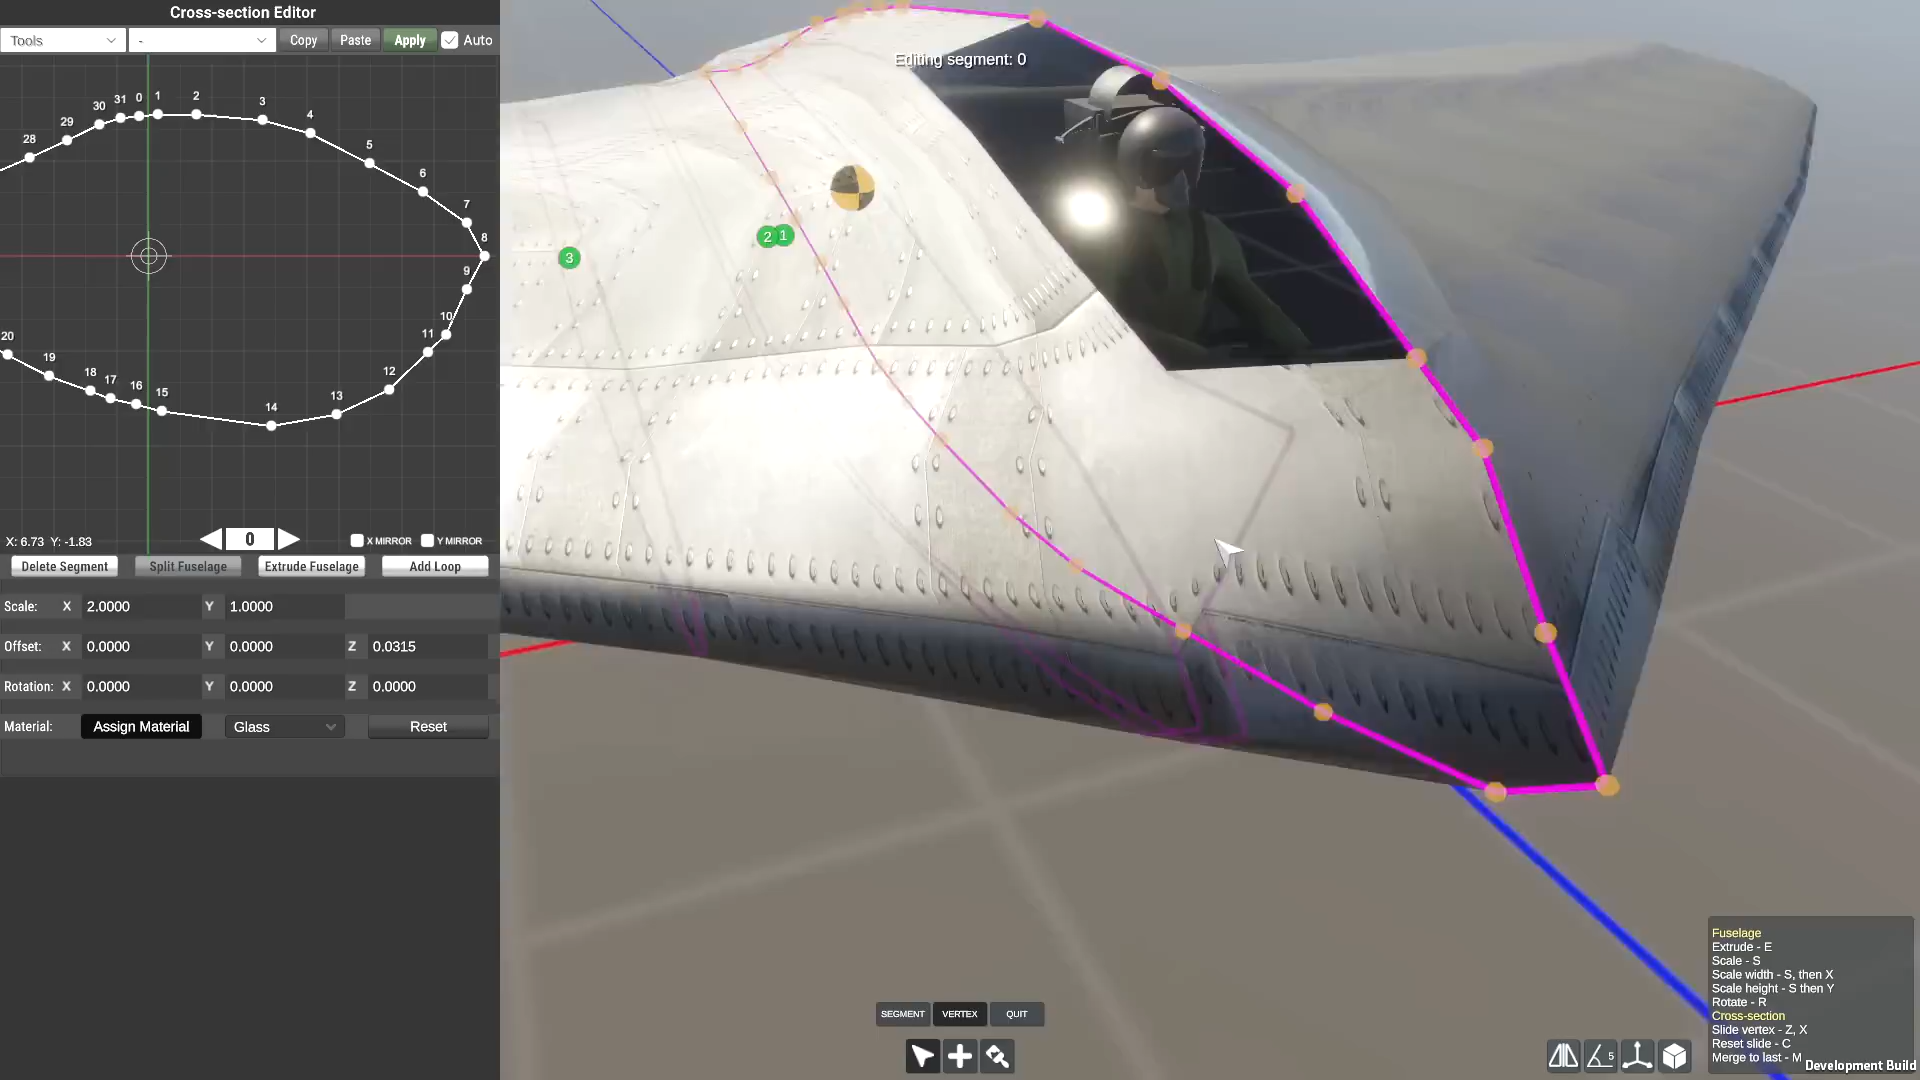 Cross-section Editor
Tools - Copy Paste Apply Auto
Editing segment: 0
28 29 30 31 0 1 2 3 4 5 6 7 8 9 10 11 12 13 14 15 16 17 18 19 20
3 2 1
X: 6.73 Y: -1.83 0 X MIRROR Y MIRROR
Delete Segment Split Fuselage Extrude Fuselage Add Loop
Scale: X 2.0000 Y 1.0000
Offset: X 0.0000 Y 0.0000 Z 0.0315
Rotation: X 0.0000 Y 0.0000 Z 0.0000
Material: Assign Material Glass Reset
SEGMENT VERTEX QUIT
Fuselage
Extrude - E
Scale - S
Scale width - S, then X
Scale height - S then Y
Rotate - R
Cross-section
Slide vertex - Z, X
Reset slide - C
Merge to last - M
5
Development Build